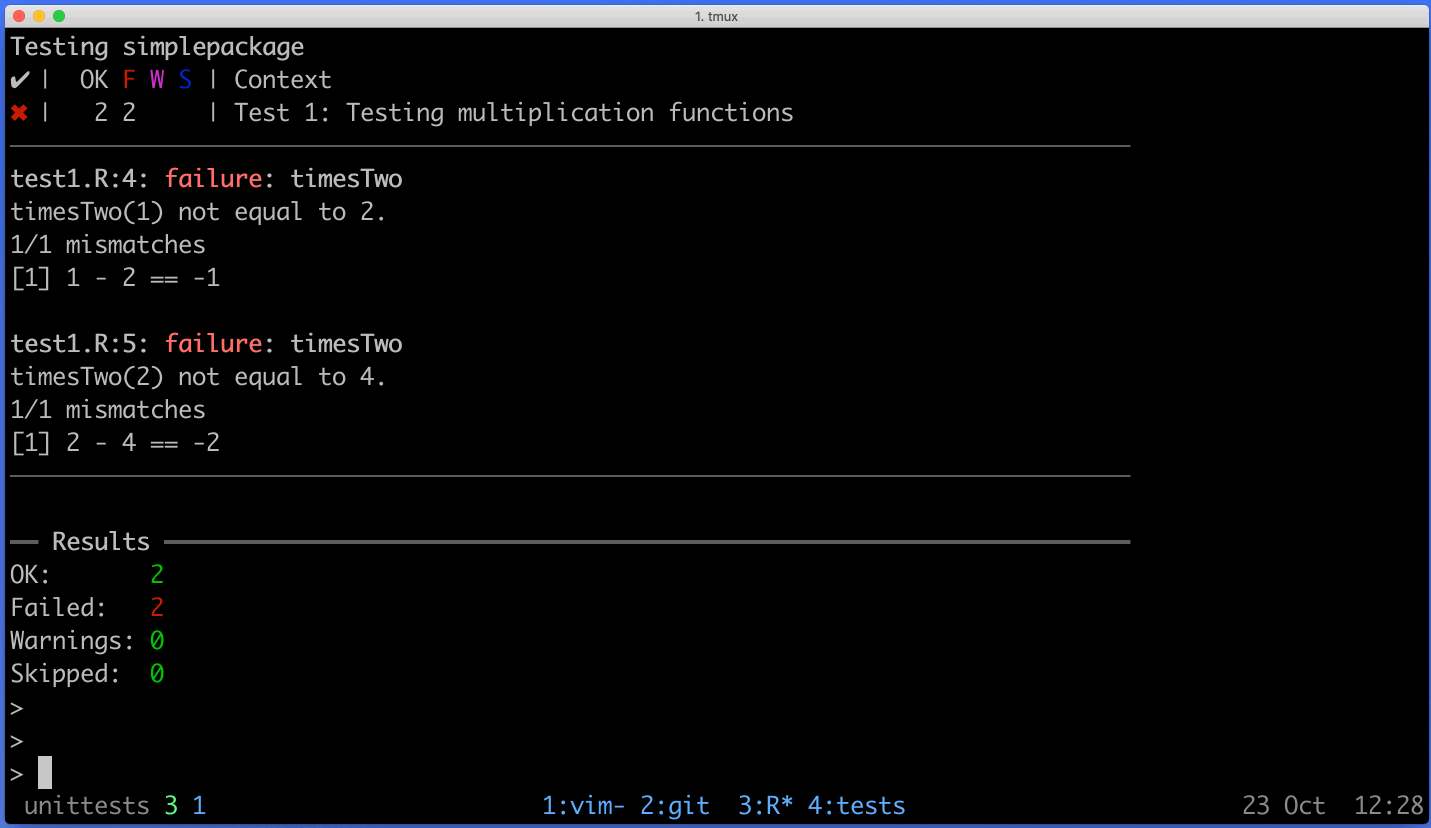 1. tmux
Testing simplepackage
✔ |  OK F W S | Context
✖ |   2 2     | Test 1: Testing multiplication functions
test1.R:4: failure: timesTwo
timesTwo(1) not equal to 2.
1/1 mismatches
[1] 1 - 2 == -1
test1.R:5: failure: timesTwo
timesTwo(2) not equal to 4.
1/1 mismatches
[1] 2 - 4 == -2
══ Results ══
OK:       2
Failed:   2
Warnings: 0
Skipped:  0
>
>
>
unittests 3 1 1:vim- 2:git  3:R* 4:tests 23 Oct  12:28